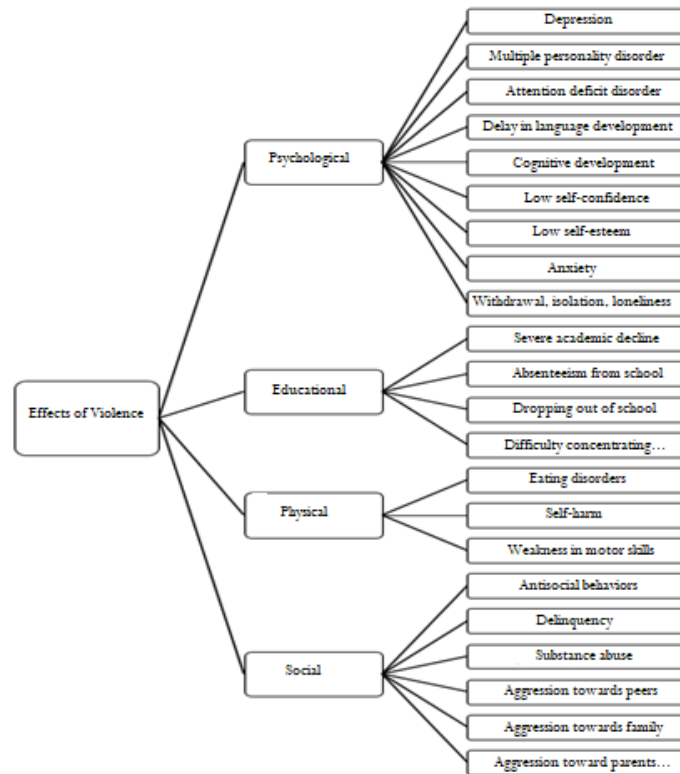 Effects of Violence
Psychological
Depression
Multiple personality disorder
Attention deficit disorder
Delay in language development
Cognitive development
Low self-confidence
Low self-esteem
Anxiety
Withdrawal, isolation, loneliness
Educational
Severe academic decline
Absenteeism from school
Dropping out of school
Difficulty concentrating…
Physical
Eating disorders
Self-harm
Weakness in motor skills
Social
Antisocial behaviors
Delinquency
Substance abuse
Aggression towards peers
Aggression towards family
Aggression toward parents…